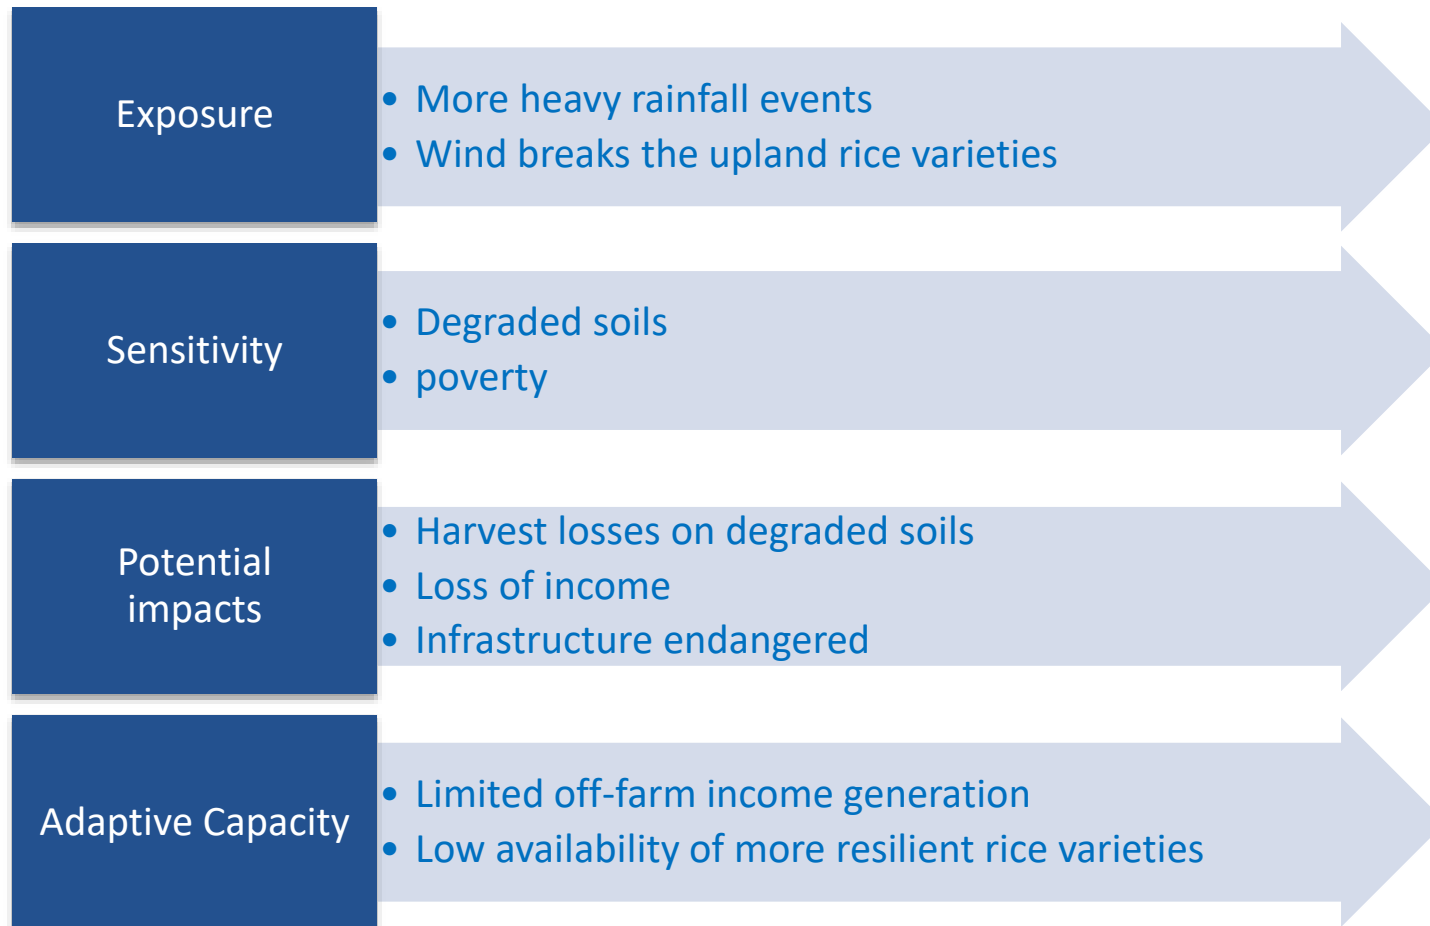 Exposure
• More heavy rainfall events
• Wind breaks the upland rice varieties
Sensitivity
• Degraded soils
• poverty
Potential
impacts
• Harvest losses on degraded soils
• Loss of income
• Infrastructure endangered
Adaptive Capacity
• Limited off-farm income generation
• Low availability of more resilient rice varieties